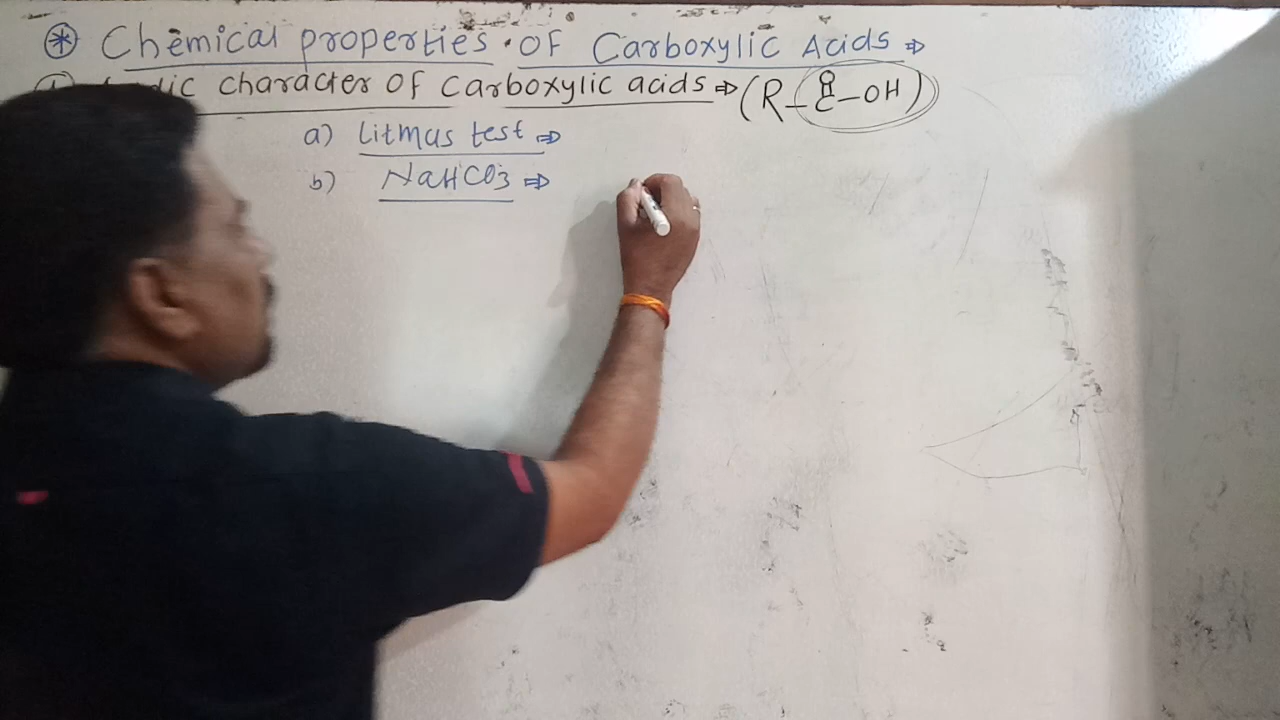 * Chemical properties of Carboxylic Acids ⇒
character of carboxylic acids ⇒ (R-C-OH)
a) Litmus test ⇒
b) NaHCO3 ⇒